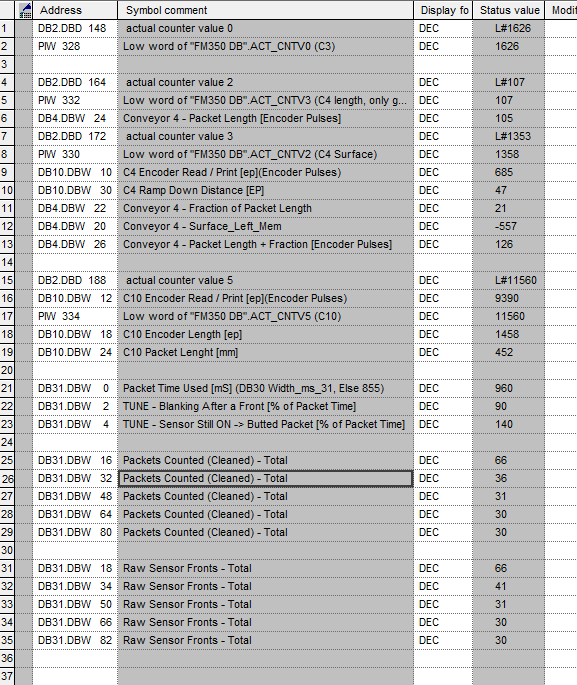 Address Symbol comment Display fo Status value Modif
1 DB2.DBD 148 actual counter value 0 DEC L#1626
2 PIW 328 Low word of "FM350 DB".ACT_CNTV0 (C3) DEC 1626
3
4 DB2.DBD 164 actual counter value 2 DEC L#107
5 PIW 332 Low word of "FM350 DB".ACT_CNTV3 (C4 length, only g... DEC 107
6 DB4.DBW 24 Conveyor 4 - Packet Length [Encoder Pulses] DEC 105
7 DB2.DBD 172 actual counter value 3 DEC L#1353
8 PIW 330 Low word of "FM350 DB".ACT_CNTV2 (C4 Surface) DEC 1358
9 DB10.DBW 10 C4 Encoder Read / Print [ep](Encoder Pulses) DEC 685
10 DB10.DBW 30 C4 Ramp Down Distance [EP] DEC 47
11 DB4.DBW 22 Conveyor 4 - Fraction of Packet Length DEC 21
12 DB4.DBW 20 Conveyor 4 - Surface_Left_Mem DEC -557
13 DB4.DBW 26 Conveyor 4 - Packet Length + Fraction [Encoder Pulses] DEC 126
14
15 DB2.DBD 188 actual counter value 5 DEC L#11560
16 DB10.DBW 12 C10 Encoder Read / Print [ep](Encoder Pulses) DEC 9390
17 PIW 334 Low word of "FM350 DB".ACT_CNTV5 (C10) DEC 11560
18 DB10.DBW 18 C10 Encoder Length [ep] DEC 1458
19 DB10.DBW 24 C10 Packet Lenght [mm] DEC 452
20
21 DB31.DBW 0 Packet Time Used [mS] (DB30 Width_ms_31, Else 855) DEC 960
22 DB31.DBW 2 TUNE - Blanking After a Front [% of Packet Time] DEC 90
23 DB31.DBW 4 TUNE - Sensor Still ON -> Butted Packet [% of Packet Time] DEC 140
24
25 DB31.DBW 16 Packets Counted (Cleaned) - Total DEC 66
26 DB31.DBW 32 Packets Counted (Cleaned) - Total DEC 36
27 DB31.DBW 48 Packets Counted (Cleaned) - Total DEC 31
28 DB31.DBW 64 Packets Counted (Cleaned) - Total DEC 30
29 DB31.DBW 80 Packets Counted (Cleaned) - Total DEC 30
30
31 DB31.DBW 18 Raw Sensor Fronts - Total DEC 66
32 DB31.DBW 34 Raw Sensor Fronts - Total DEC 41
33 DB31.DBW 50 Raw Sensor Fronts - Total DEC 31
34 DB31.DBW 66 Raw Sensor Fronts - Total DEC 30
35 DB31.DBW 82 Raw Sensor Fronts - Total DEC 30
36
37